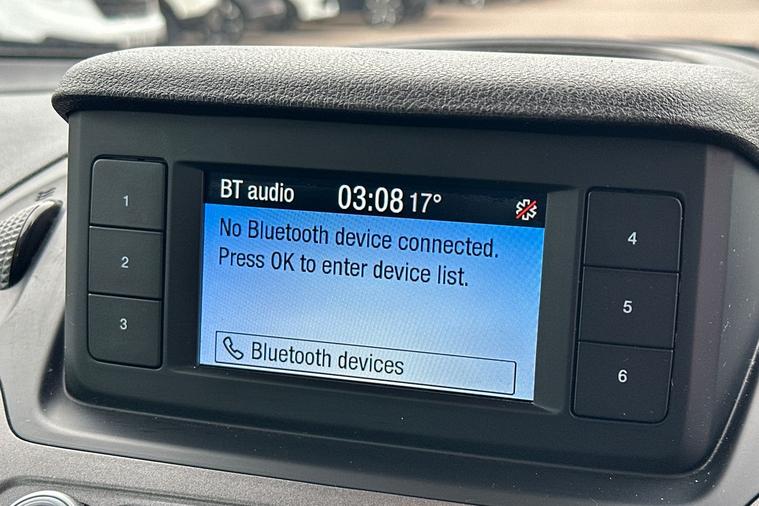 BT audio 03:08 17°
No Bluetooth device connected.
Press OK to enter device list.
Bluetooth devices
1
2
3
4
5
6